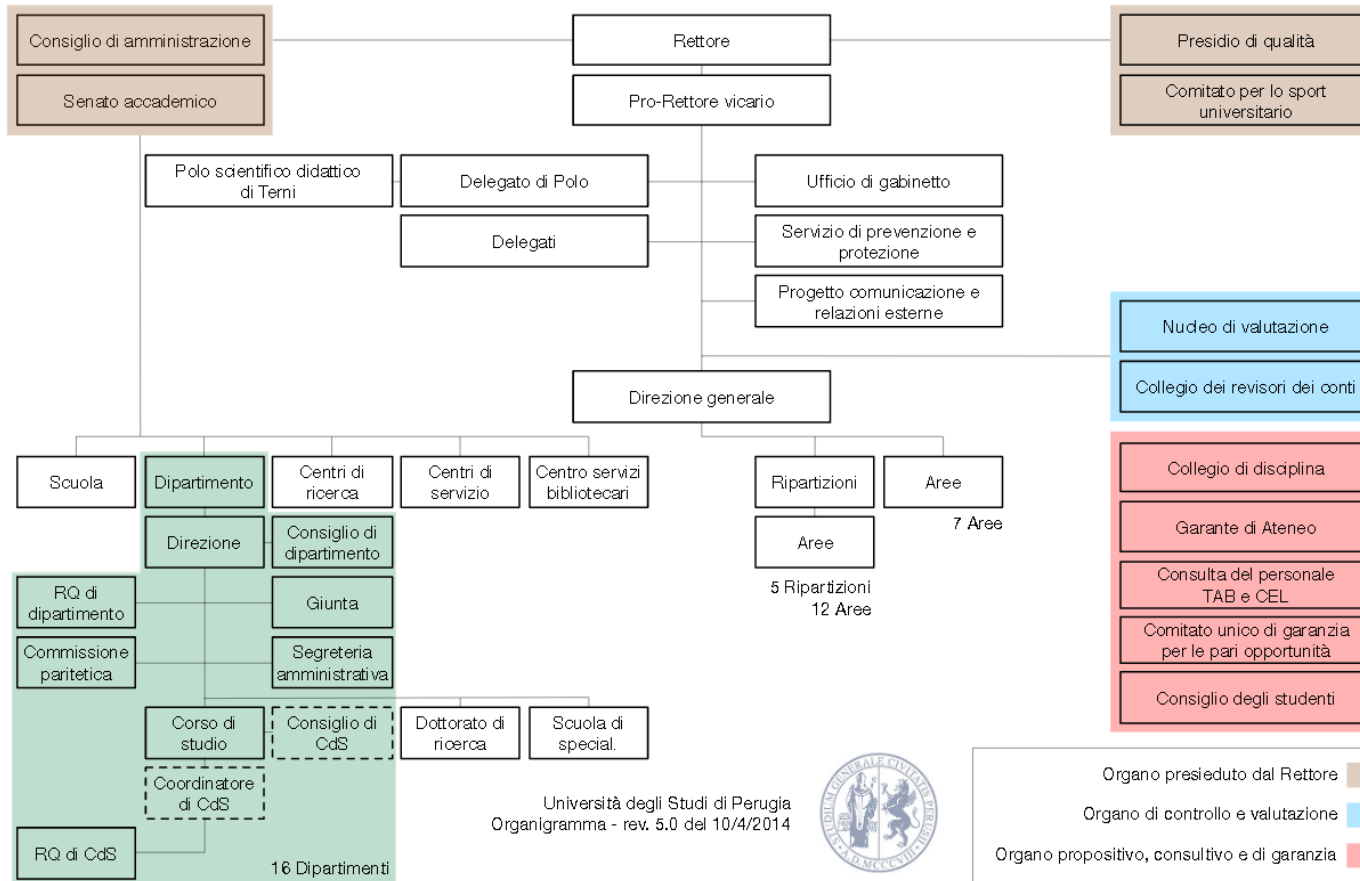 Consiglio di amministrazione
Rettore
Presidio di qualità
Senato accademico
Pro-Rettore vicario
Comitato per lo sport
universitario
Polo scientifico didattico
di Terni
Delegato di Polo
Ufficio di gabinetto
Delegati
Servizio di prevenzione e
protezione
Progetto comunicazione e
relazioni esterne
Nucleo di valutazione
Direzione generale
Collegio dei revisori dei conti
Scuola
Dipartimento
Centri di
ricerca
Centri di
servizio
Centro servizi
bibliotecari
Ripartizioni
Aree
7 Aree
Collegio di disciplina
Direzione
Consiglio di
dipartimento
Aree
5 Ripartizioni
12 Aree
Garante di Ateneo
RQ di
dipartimento
Giunta
Consulta del personale
TAB e CEL
Commissione
paritetica
Segreteria
amministrativa
Comitato unico di garanzia
per le pari opportunità
Consiglio degli studenti
Corso di
studio
Consiglio di
CdS
Dottorato di
ricerca
Scuola di
special.
Coordinatore
di CdS
RQ di CdS
16 Dipartimenti
Università degli Studi di Perugia
Organigramma - rev. 5.0 del 10/4/2014
STUDIUM GENERALE CIVITATIS PERUSII
A.D. MCCCVIII
Organo presieduto dal Rettore
Organo di controllo e valutazione
Organo propositivo, consultivo e di garanzia